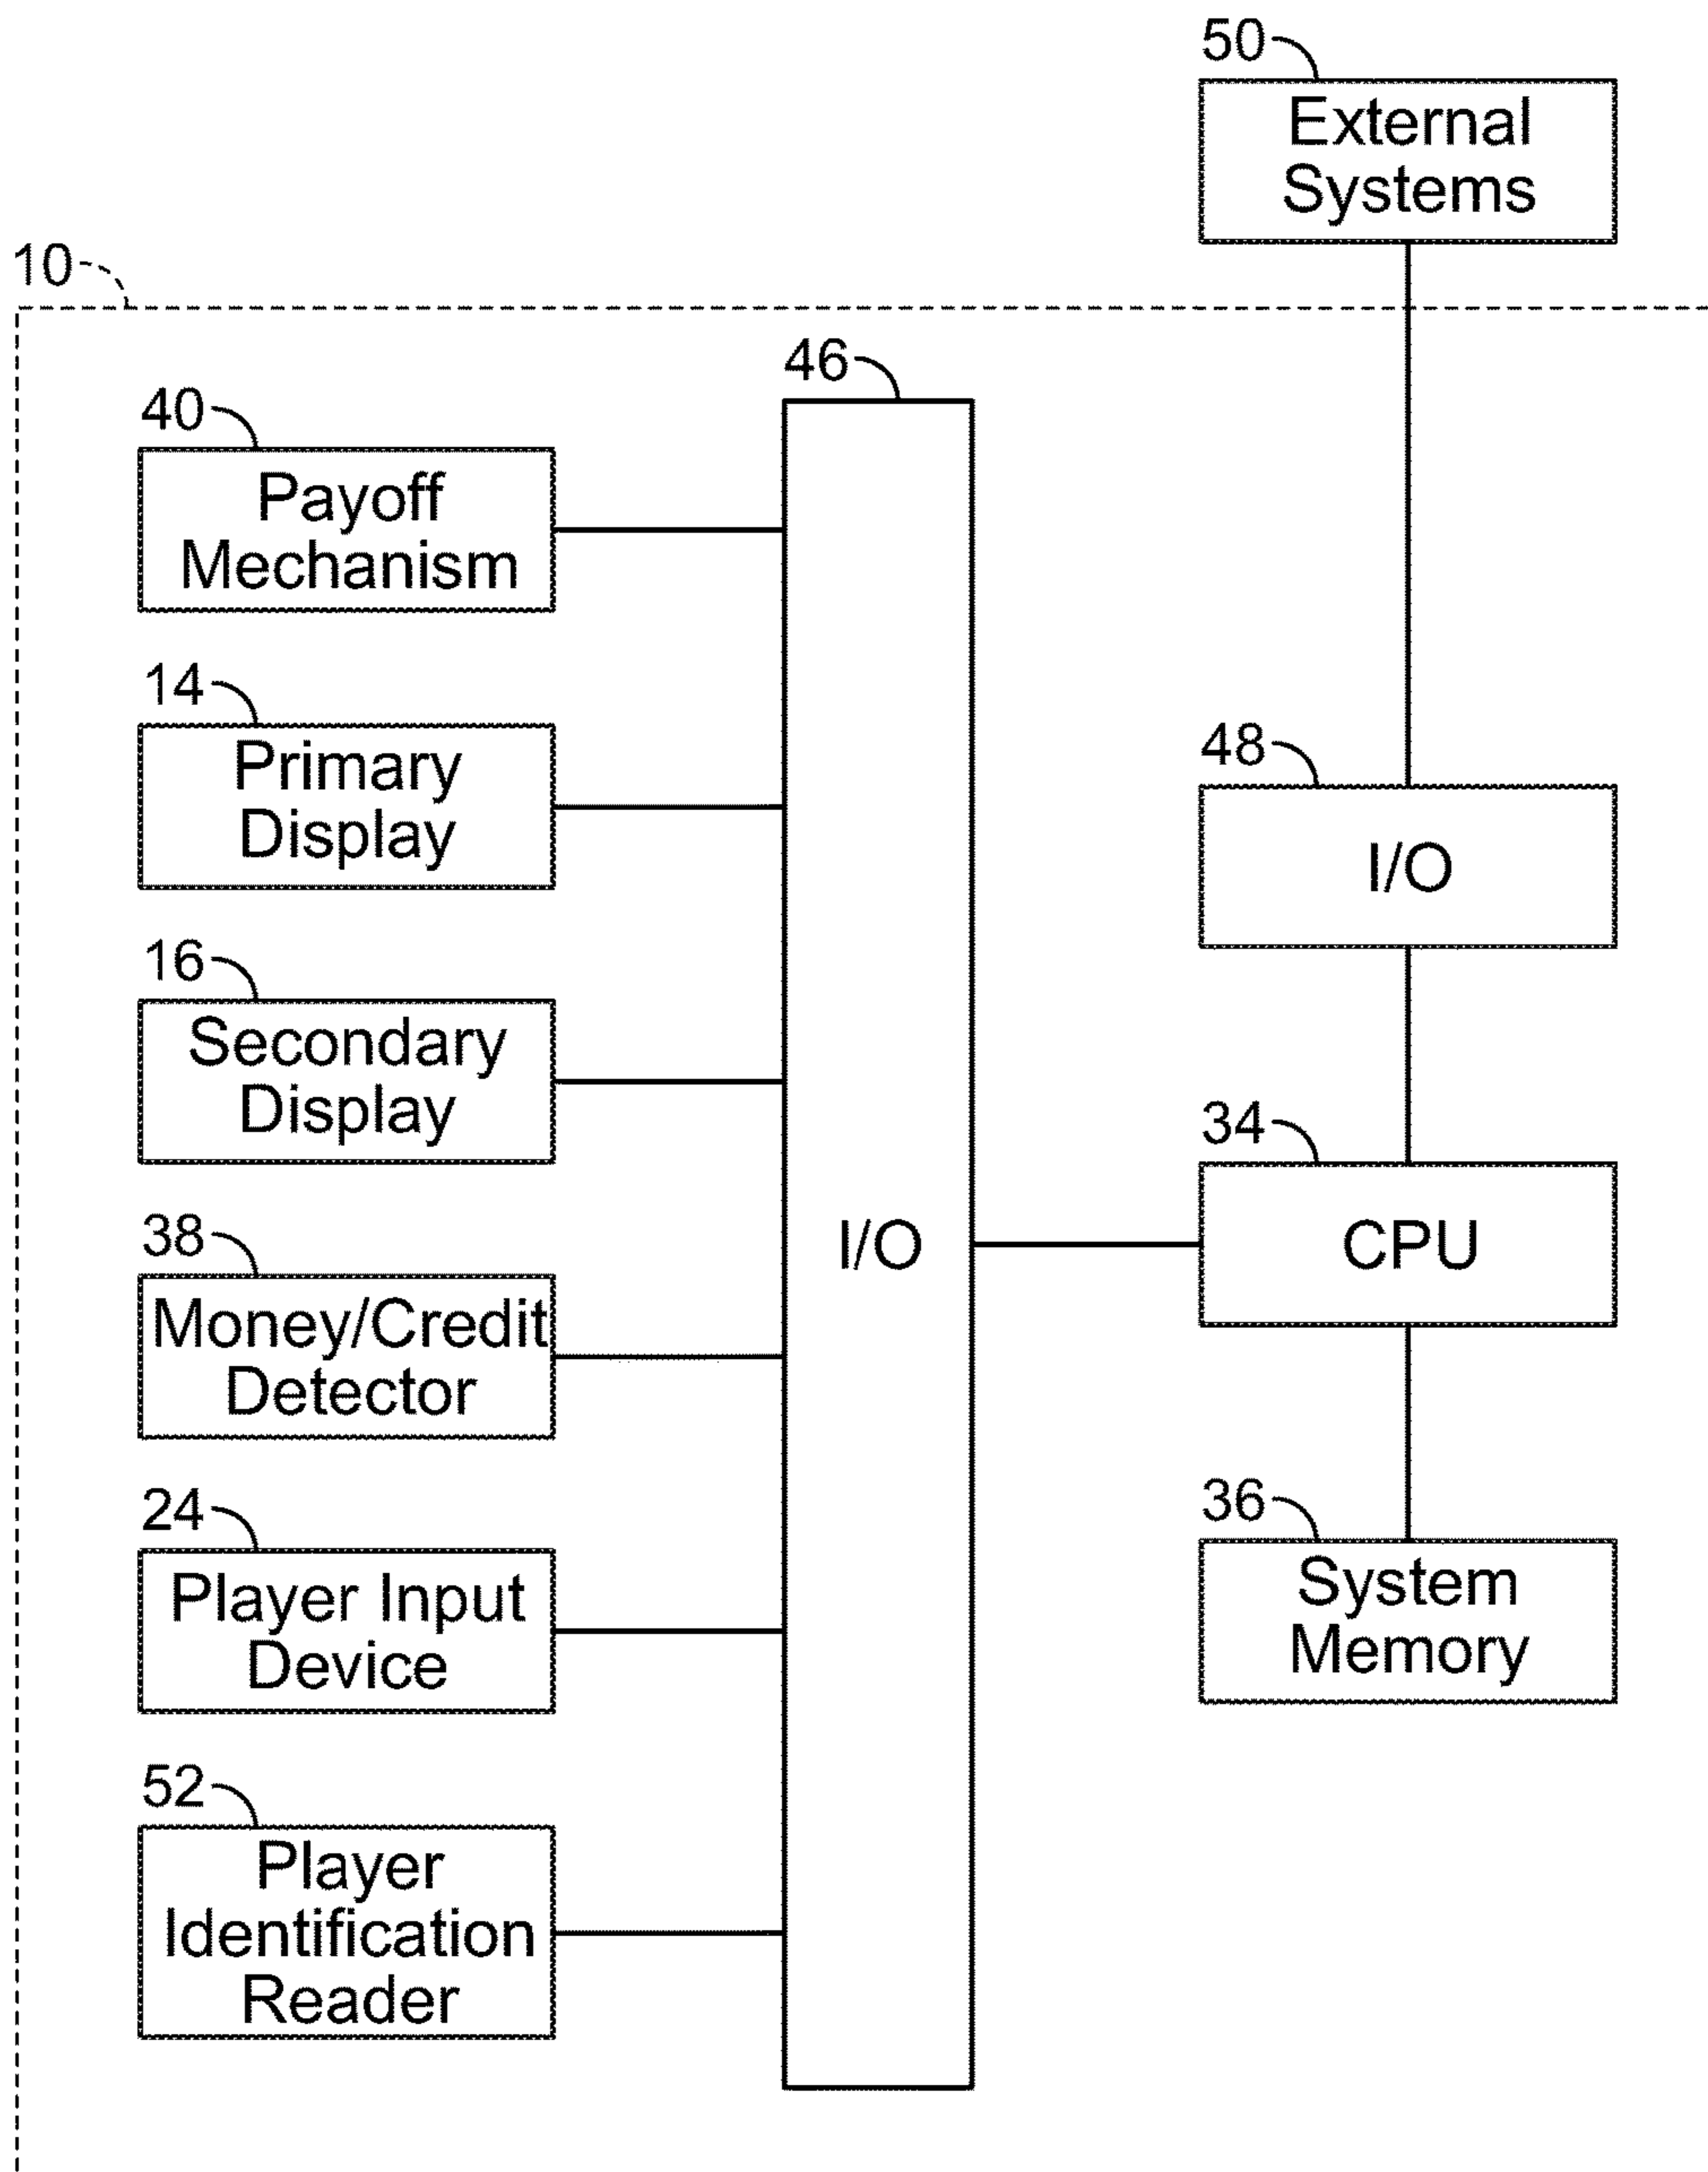 50
External
Systems
10
46
40
Payoff
Mechanism
14
Primary
Display
48
I/O
16
Secondary
Display
34
CPU
38
Money/Credit
Detector
I/O
24
Player Input
Device
36
System
Memory
52
Player
Identification
Reader